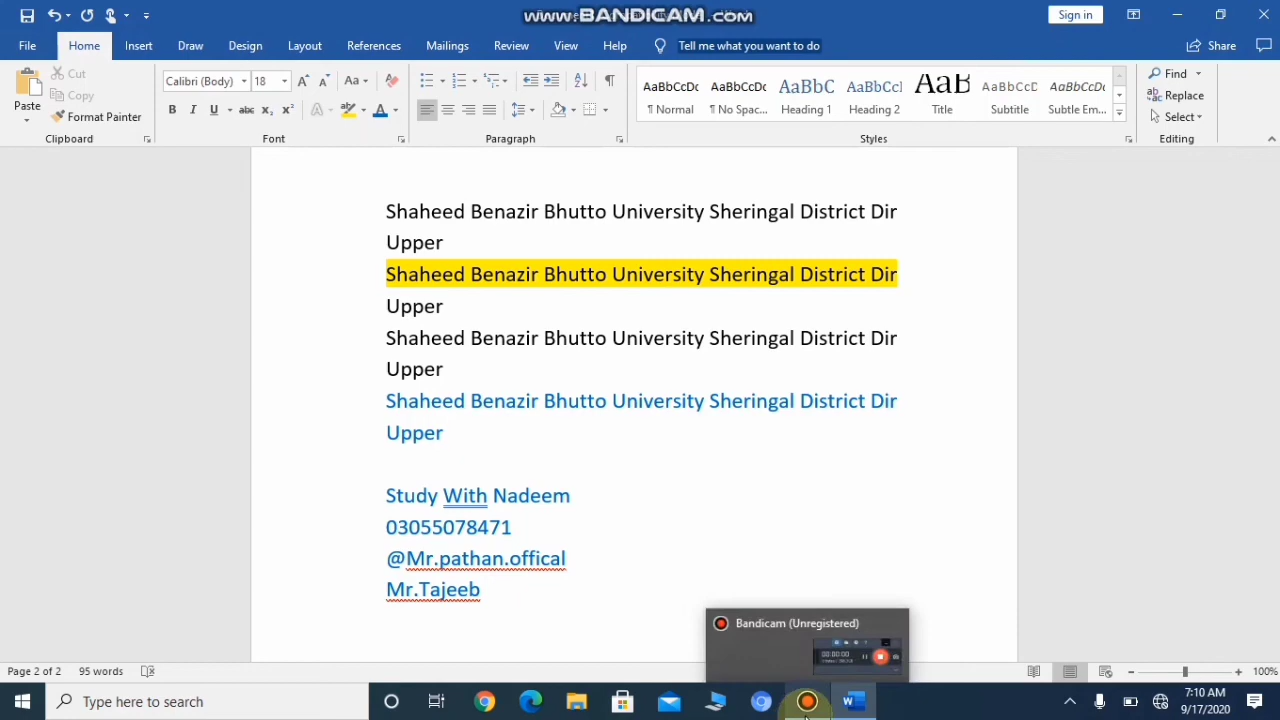 www.BANDICAM.com
Sign in
File Home Insert Draw Design Layout References Mailings Review View Help Tell me what you want to do Share
Paste Cut Copy Format Painter
Calibri (Body) 18
AaBbCcDc AaBbCcDc AaBbC AaBbCcI AaB AaBbCcD AaBbCcDc
¶ Normal ¶ No Spac... Heading 1 Heading 2 Title Subtitle Subtle Em...
Find
Replace
Select
Clipboard Font Paragraph Styles Editing
Shaheed Benazir Bhutto University Sheringal District Dir
Upper
Shaheed Benazir Bhutto University Sheringal District Dir
Upper
Shaheed Benazir Bhutto University Sheringal District Dir
Upper
Shaheed Benazir Bhutto University Sheringal District Dir
Upper
Study With Nadeem
03055078471
@Mr.pathan.offical
Mr.Tajeeb
Bandicam (Unregistered)
00:00:00
Page 2 of 2 95 words 100%
Type here to search
7:10 AM
9/17/2020